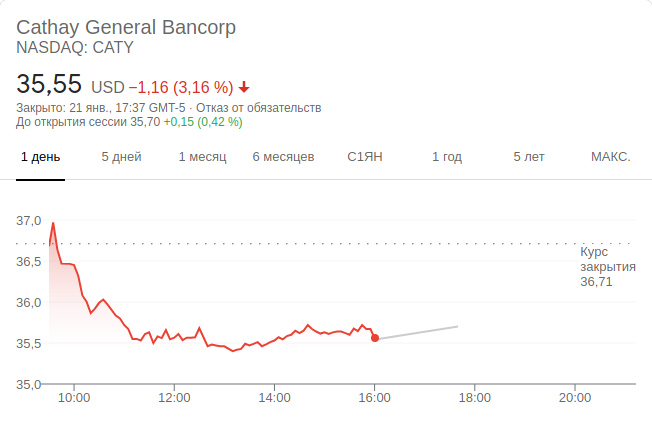 Cathay General Bancorp
NASDAQ: CATY
35,55 USD −1,16 (3,16 %)
Закрыто: 21 янв., 17:37 GMT-5 · Отказ от обязательств
До открытия сессии 35,70 +0,15 (0,42 %)
1 день 5 дней 1 месяц 6 месяцев С1ЯН 1 год 5 лет МАКС.
37,0
Курс
закрытия
36,71
36,5
36,0
35,5
35,0
10:00 12:00 14:00 16:00 18:00 20:00